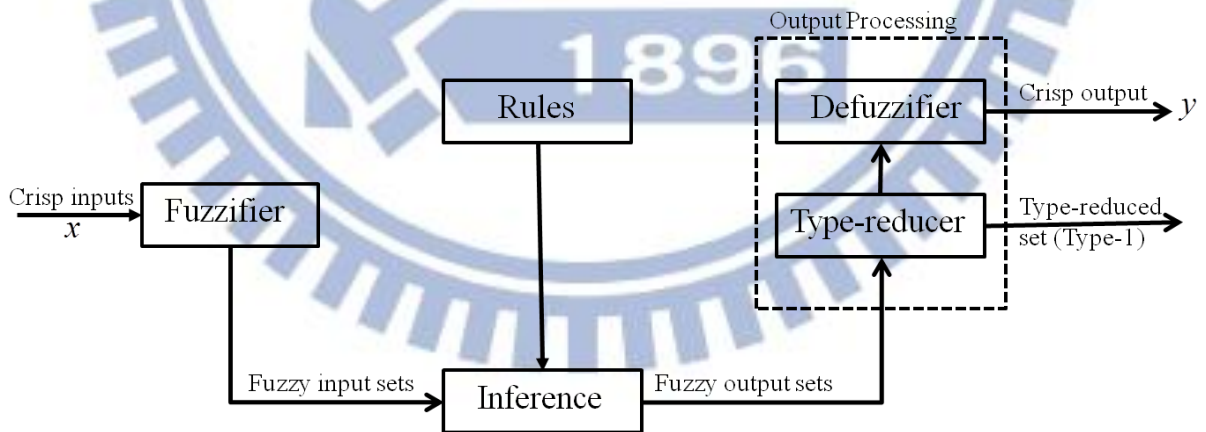 Output Processing
1896
Rules
Defuzzifier
Crisp output
y
Crisp inputs
x
Fuzzifier
Type-reducer
Type-reduced
set (Type-1)
Fuzzy input sets
Inference
Fuzzy output sets